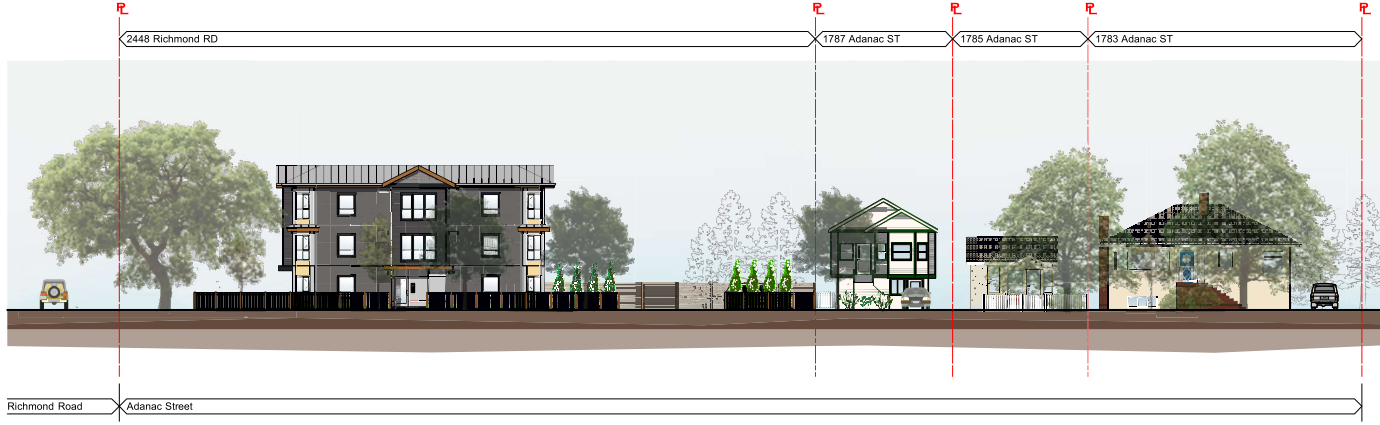 PL PL PL PL PL
2448 Richmond RD 1787 Adanac ST 1785 Adanac ST 1783 Adanac ST
Richmond Road Adanac Street